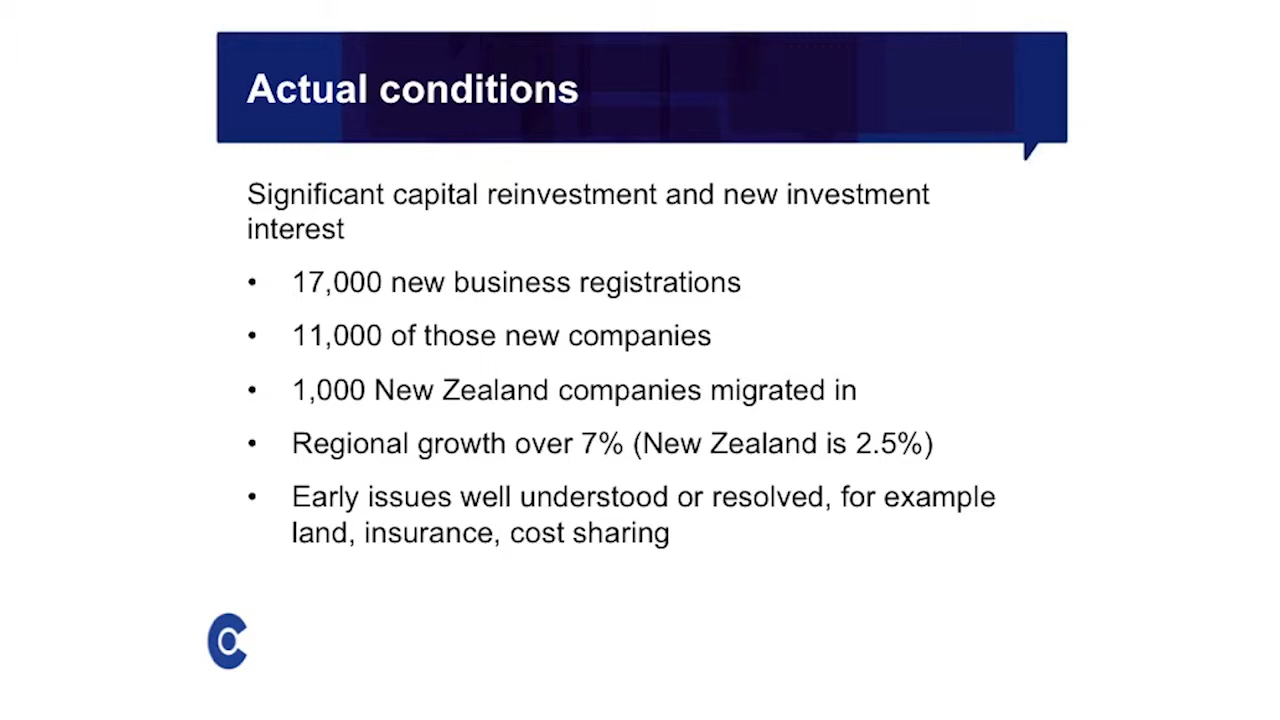 Actual conditions
Significant capital reinvestment and new investment
interest
• 17,000 new business registrations
• 11,000 of those new companies
• 1,000 New Zealand companies migrated in
• Regional growth over 7% (New Zealand is 2.5%)
• Early issues well understood or resolved, for example
land, insurance, cost sharing